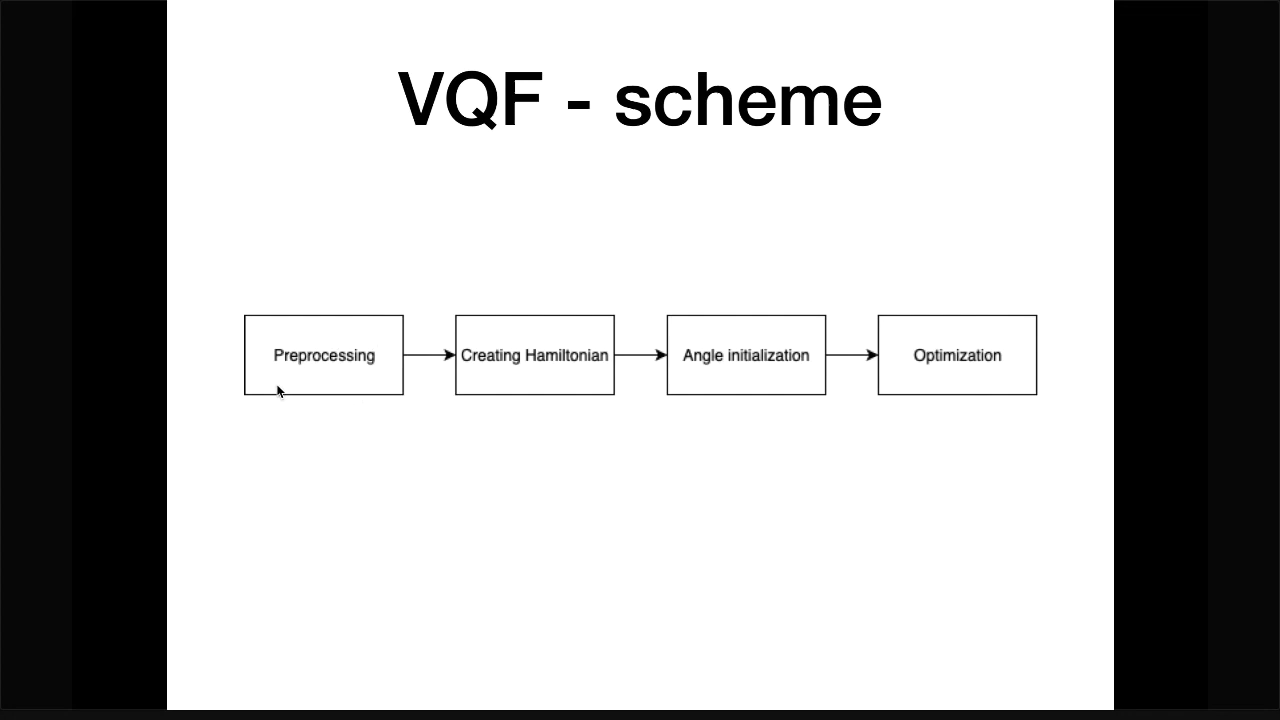 VQF - scheme
Preprocessing
Creating Hamiltonian
Angle initialization
Optimization